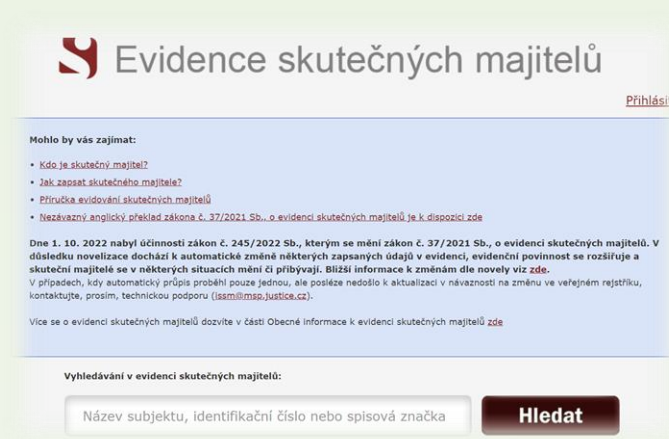 Evidence skutečných majitelů
Přihlási
Mohlo by vás zajímat:
• Kdo je skutečný majitel?
• Jak zapsat skutečného majitele?
• Příručka evidování skutečných majitelů
• Nezávazný anglický překlad zákona č. 37/2021 Sb., o evidenci skutečných majitelů je k dispozici zde
Dne 1. 10. 2022 nabyl účinnosti zákon č. 245/2022 Sb., kterým se mění zákon č. 37/2021 Sb., o evidenci skutečných majitelů. V
důsledku novelizace dochází k automatické změně některých zapsaných údajů v evidenci, evidenční povinnost se rozšiřuje a
skuteční majitelé se v některých situacích mění či přibývají. Bližší informace k změnám dle novely viz zde.
V případech, kdy automatický průpis proběhl pouze jednou, ale posléze nedošlo k aktualizaci v návaznosti na změnu ve veřejném rejstříku,
kontaktujte, prosím, technickou podporu (issm@msp.justice.cz).
Více se o evidenci skutečných majitelů dozvíte v části Obecné informace k evidenci skutečných majitelů zde
Vyhledávání v evidenci skutečných majitelů:
Název subjektu, identifikační číslo nebo spisová značka
Hledat